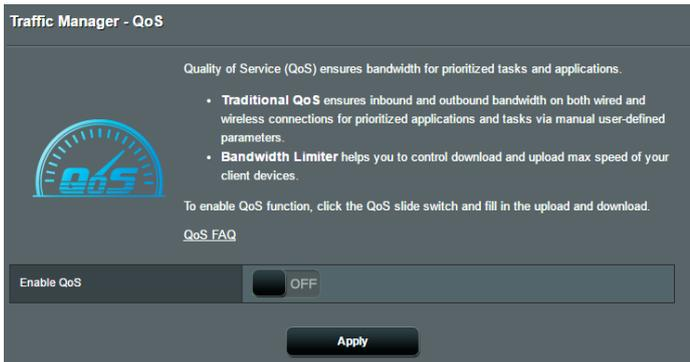 Traffic Manager - QoS
Quality of Service (QoS) ensures bandwidth for prioritized tasks and applications.
• Traditional QoS ensures inbound and outbound bandwidth on both wired and
wireless connections for prioritized applications and tasks via manual user-defined
parameters.
• Bandwidth Limiter helps you to control download and upload max speed of your
client devices.
QoS
To enable QoS function, click the QoS slide switch and fill in the upload and download.
QoS FAQ
Enable QoS
OFF
Apply